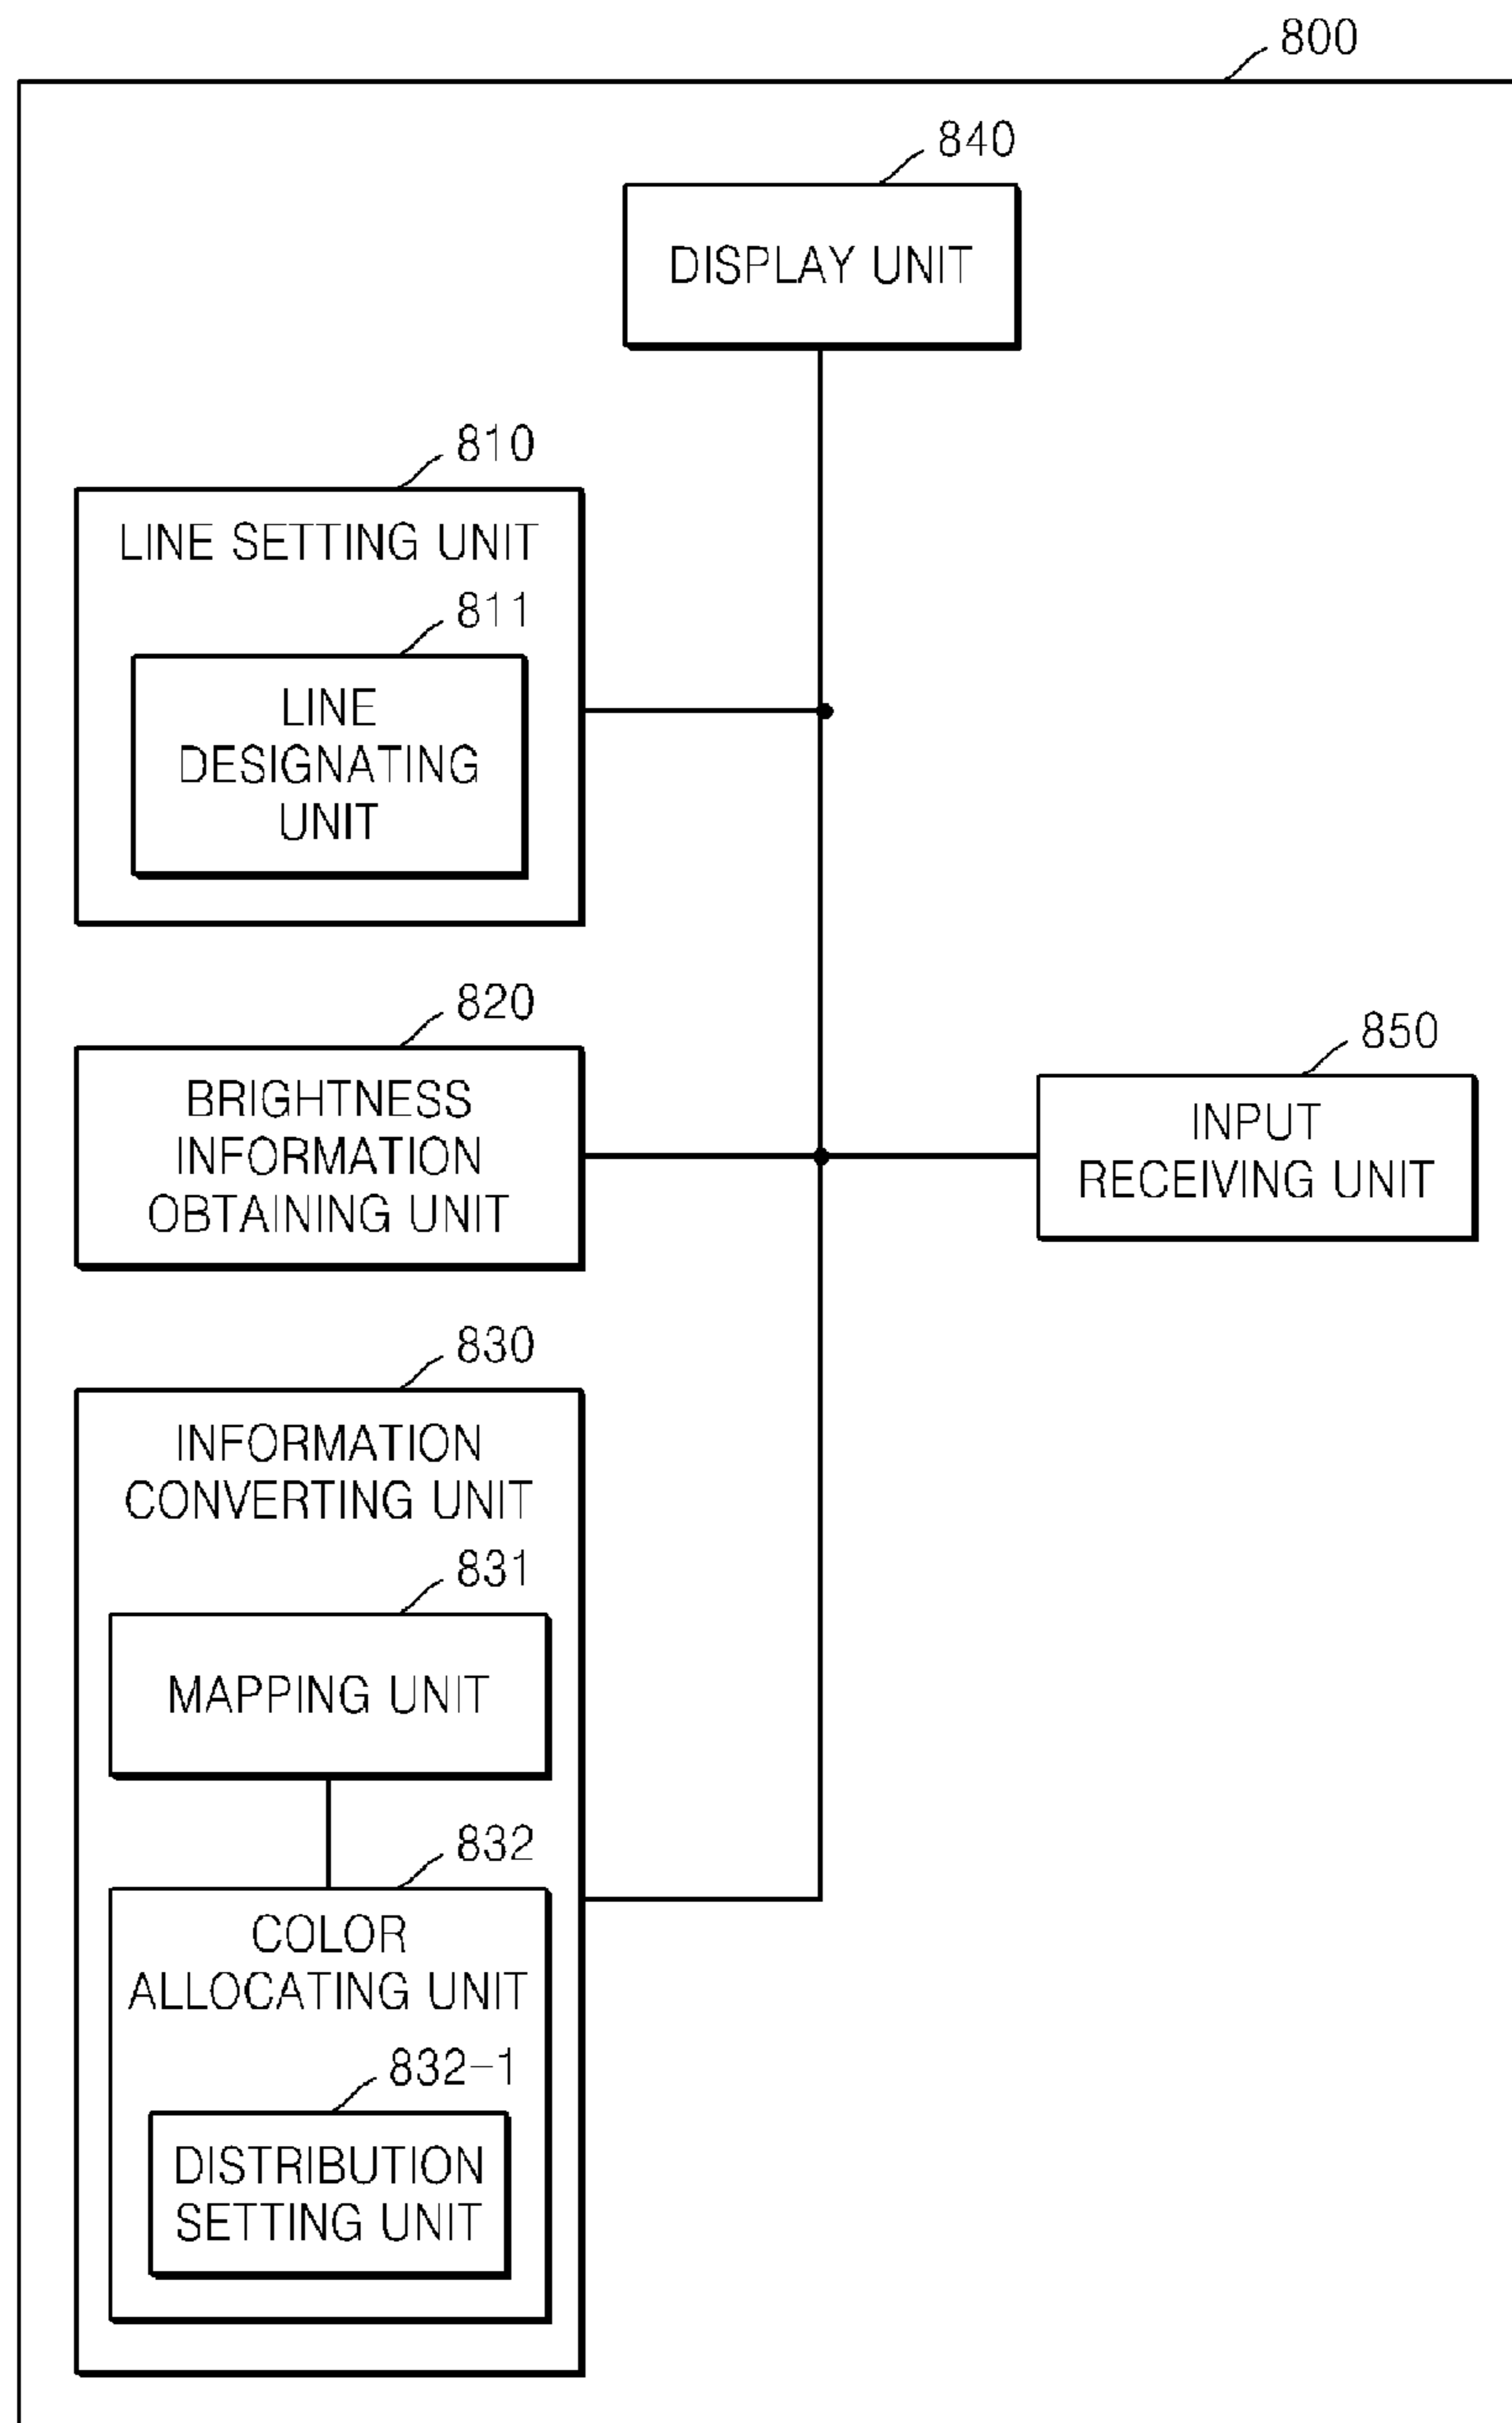 800
840
DISPLAY UNIT
810
LINE SETTING UNIT
811
LINE
DESIGNATING
UNIT
820
BRIGHTNESS
INFORMATION
OBTAINING UNIT
850
INPUT
RECEIVING UNIT
830
INFORMATION
CONVERTING UNIT
831
MAPPING UNIT
832
COLOR
ALLOCATING UNIT
832-1
DISTRIBUTION
SETTING UNIT